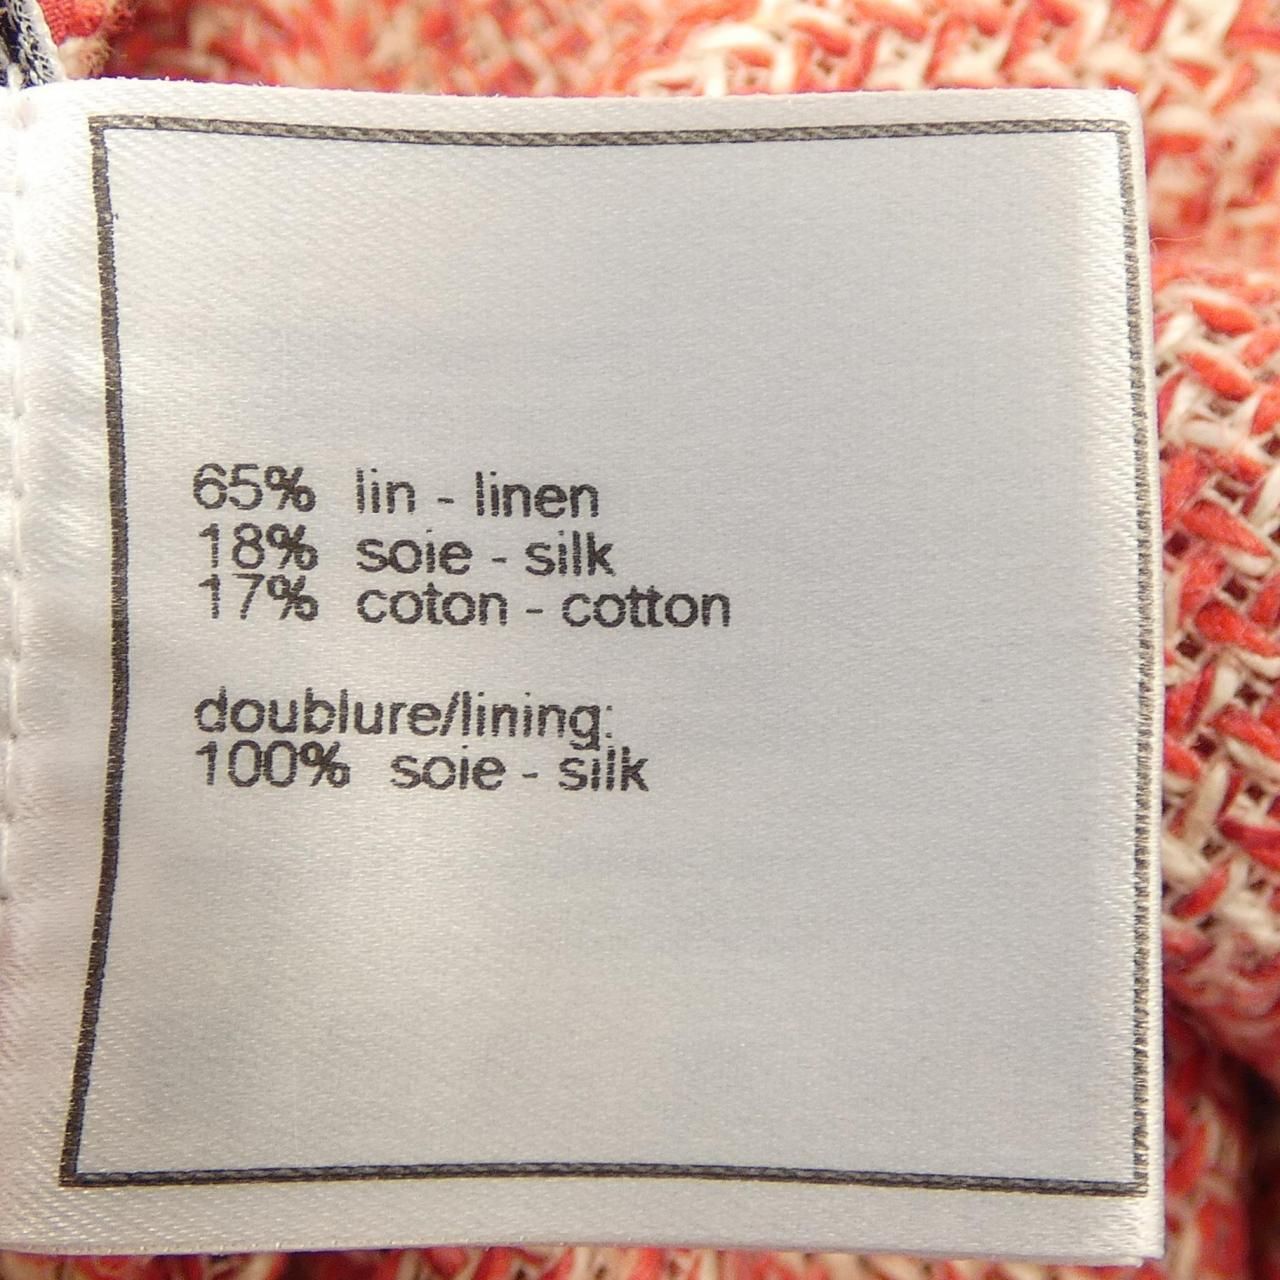 65% lin - linen
18% soie - silk
17% coton - cotton
doublure/lining:
100% soie - silk